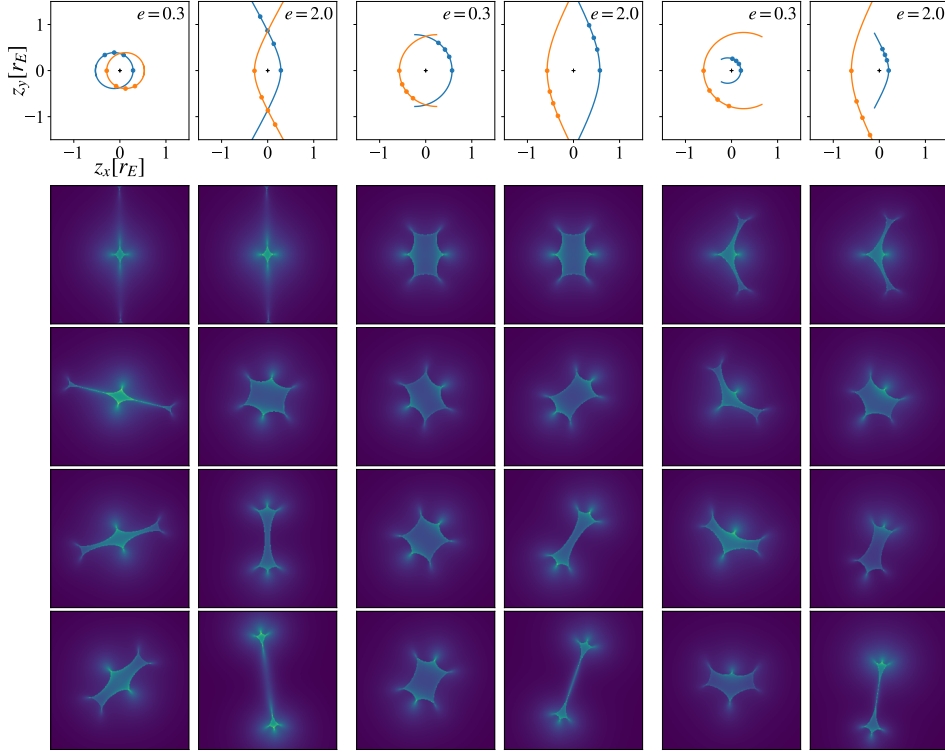 e = 0.3
e = 2.0
e = 0.3
e = 2.0
e = 0.3
e = 2.0
1
0
−1
z_y[r_E]
−1 0 1
−1 0 1
−1 0 1
−1 0 1
−1 0 1
−1 0 1
z_x[r_E]